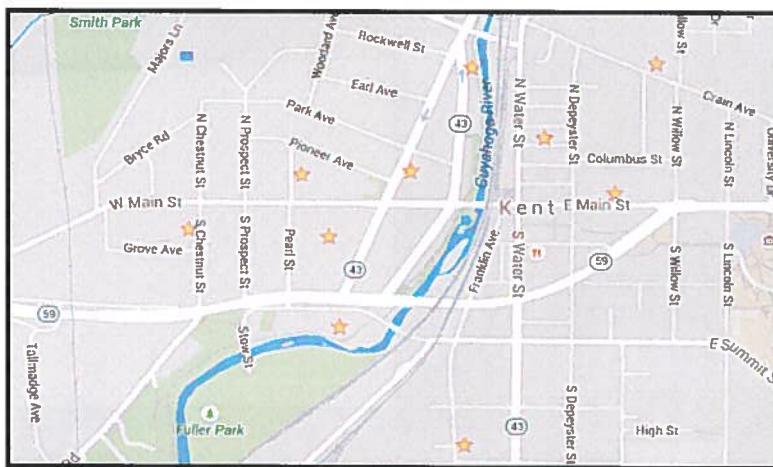 Smith Park
Majors Ln
Woodard Ave
Rockwell St
Earl Ave
Park Ave
Pioneer Ave
Bryce Rd
N Chestnut St
N Prospect St
W Main St
S Chestnut St
S Prospect St
Pearl St
Grove Ave
43
43
59
Stow St
Tallmadge Ave
Fuller Park
Rd
Cuyahoga River
N Water St
N Depeyster St
Columbus St
Crain Ave
N Willow St
N Lincoln St
Kent
E Main St
Franklin Ave
S Water St
59
S Willow St
S Lincoln St
E Summit S
S Depeyster St
43
High St